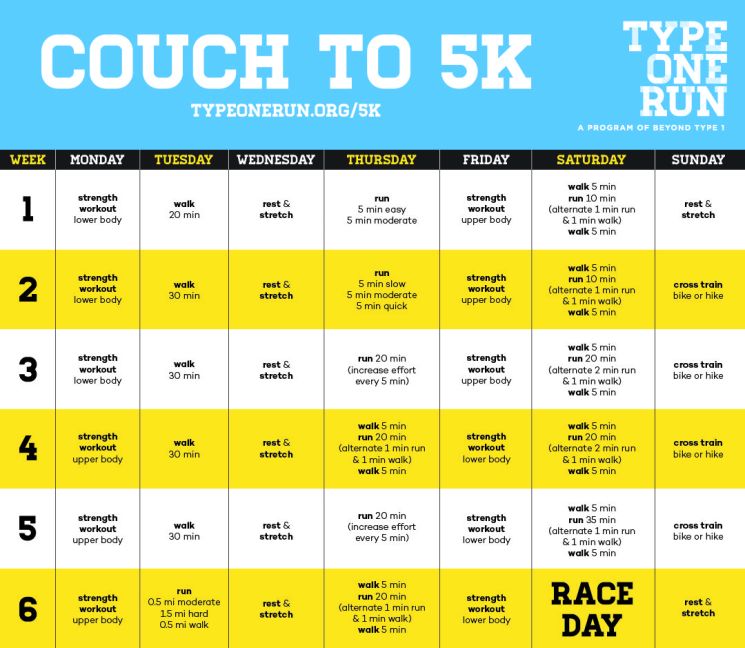 COUCH TO 5K
TYPEONERUN.ORG/5K
TYPE
ONE
RUN
A PROGRAM OF BEYOND TYPE 1
WEEK MONDAY TUESDAY WEDNESDAY THURSDAY FRIDAY SATURDAY SUNDAY
1
strength
workout
lower body
walk
20 min
rest &
stretch
run
5 min easy
5 min moderate
strength
workout
upper body
walk 5 min
run 10 min
(alternate 1 min run
& 1 min walk)
walk 5 min
rest &
stretch
2
strength
workout
lower body
walk
30 min
rest &
stretch
run
5 min slow
5 min moderate
5 min quick
strength
workout
upper body
walk 5 min
run 10 min
(alternate 1 min run
& 1 min walk)
walk 5 min
cross train
bike or hike
3
strength
workout
lower body
walk
30 min
rest &
stretch
run 20 min
(increase effort
every 5 min)
strength
workout
upper body
walk 5 min
run 20 min
(alternate 2 min run
& 1 min walk)
walk 5 min
cross train
bike or hike
4
strength
workout
upper body
walk
30 min
rest &
stretch
walk 5 min
run 20 min
(alternate 1 min run
& 1 min walk)
walk 5 min
strength
workout
lower body
walk 5 min
run 20 min
(alternate 2 min run
& 1 min walk)
walk 5 min
cross train
bike or hike
5
strength
workout
upper body
walk
30 min
rest &
stretch
run 20 min
(increase effort
every 5 min)
strength
workout
lower body
walk 5 min
run 35 min
(alternate 1 min run
& 1 min walk)
walk 5 min
cross train
bike or hike
6
strength
workout
upper body
run
0.5 mi moderate
1.5 mi hard
0.5 mi walk
rest &
stretch
walk 5 min
run 20 min
(alternate 1 min run
& 1 min walk)
walk 5 min
strength
workout
lower body
RACE
DAY
rest &
stretch